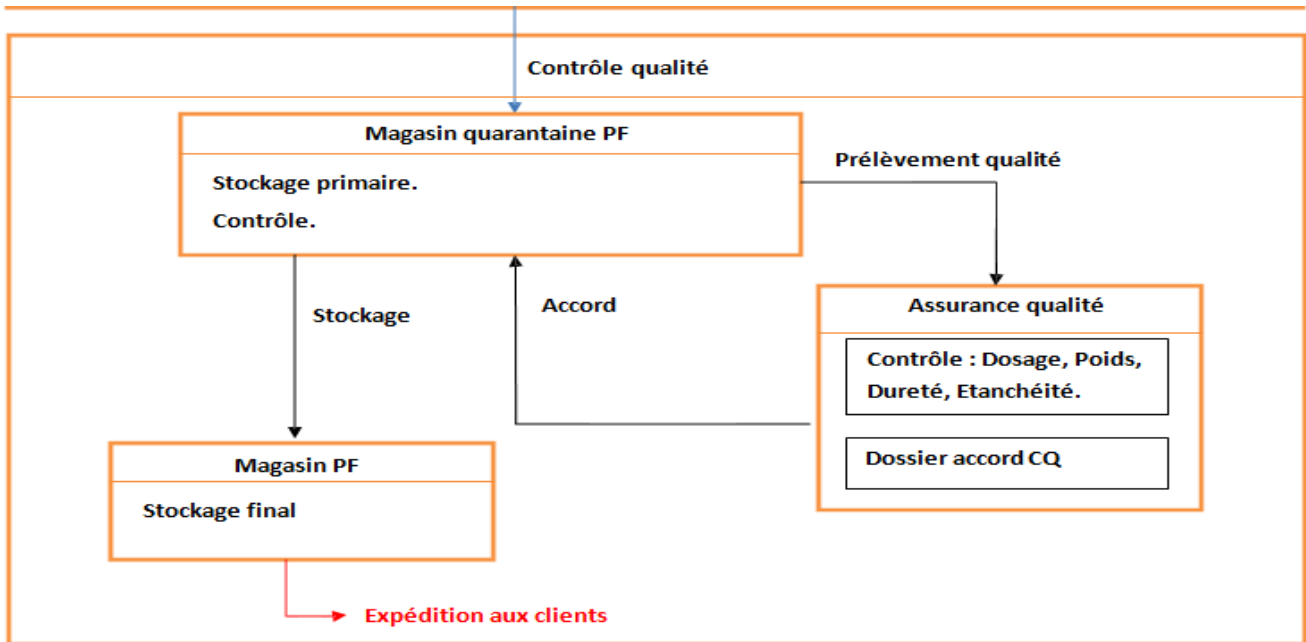 Contrôle qualité
Magasin quarantaine PF
Stockage primaire.
Contrôle.
Prélèvement qualité
Stockage
Accord
Assurance qualité
Contrôle : Dosage, Poids,
Dureté, Etanchéité.
Dossier accord CQ
Magasin PF
Stockage final
Expédition aux clients